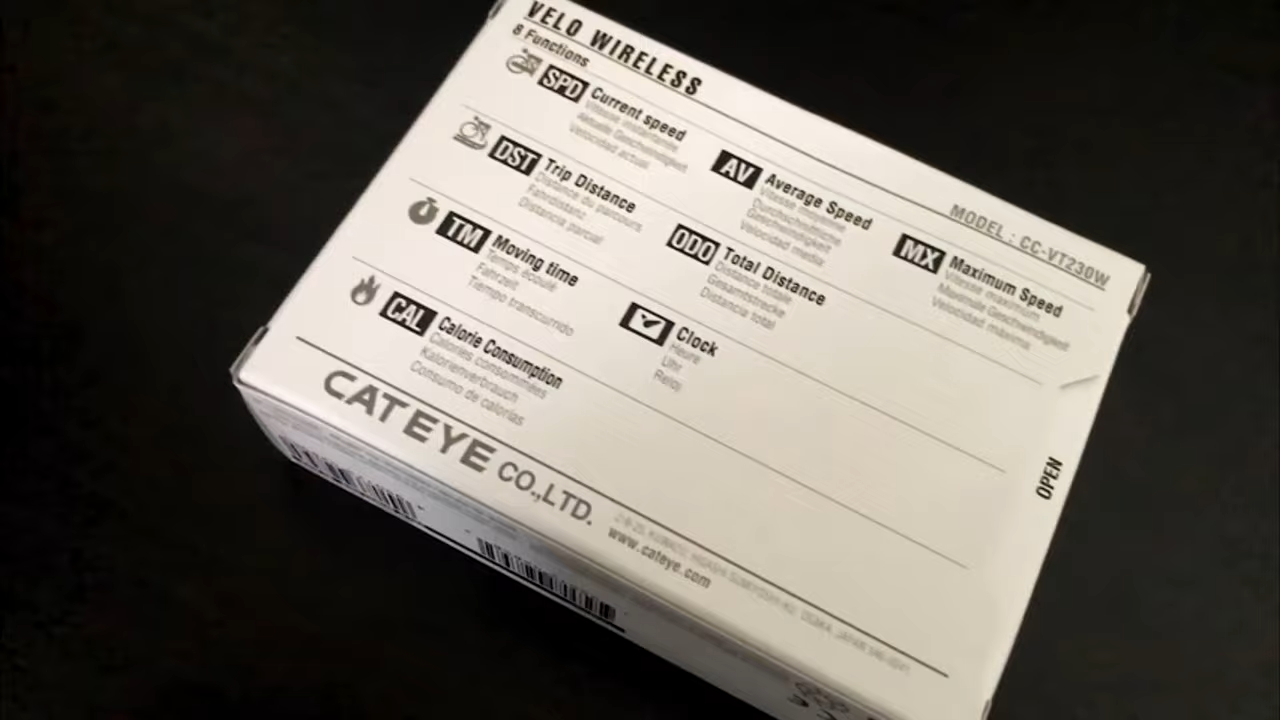 VELO WIRELESS
8 Functions
MODEL : CC-VT230W
SPD Current speed
Vitesse instantanée
Aktuelle Geschwindigkeit
Velocidad actual
AV Average Speed
Vitesse moyenne
Durchschnittliche
Geschwindigkeit
Velocidad media
MX Maximum Speed
Vitesse maximum
Maximale Geschwindigkeit
Velocidad máxima
DST Trip Distance
Distance du parcours
Fahrdistanz
Distancia parcial
ODO Total Distance
Distance totale
Gesamtstrecke
Distancia total
TM Moving time
Temps écoulé
Fahrzeit
Tiempo transcurrido
Clock
Heure
Uhr
Reloj
CAL Calorie Consumption
Calories consommées
Kalorienverbrauch
Consumo de calorías
OPEN
CATEYE CO.,LTD.
www.cateye.com